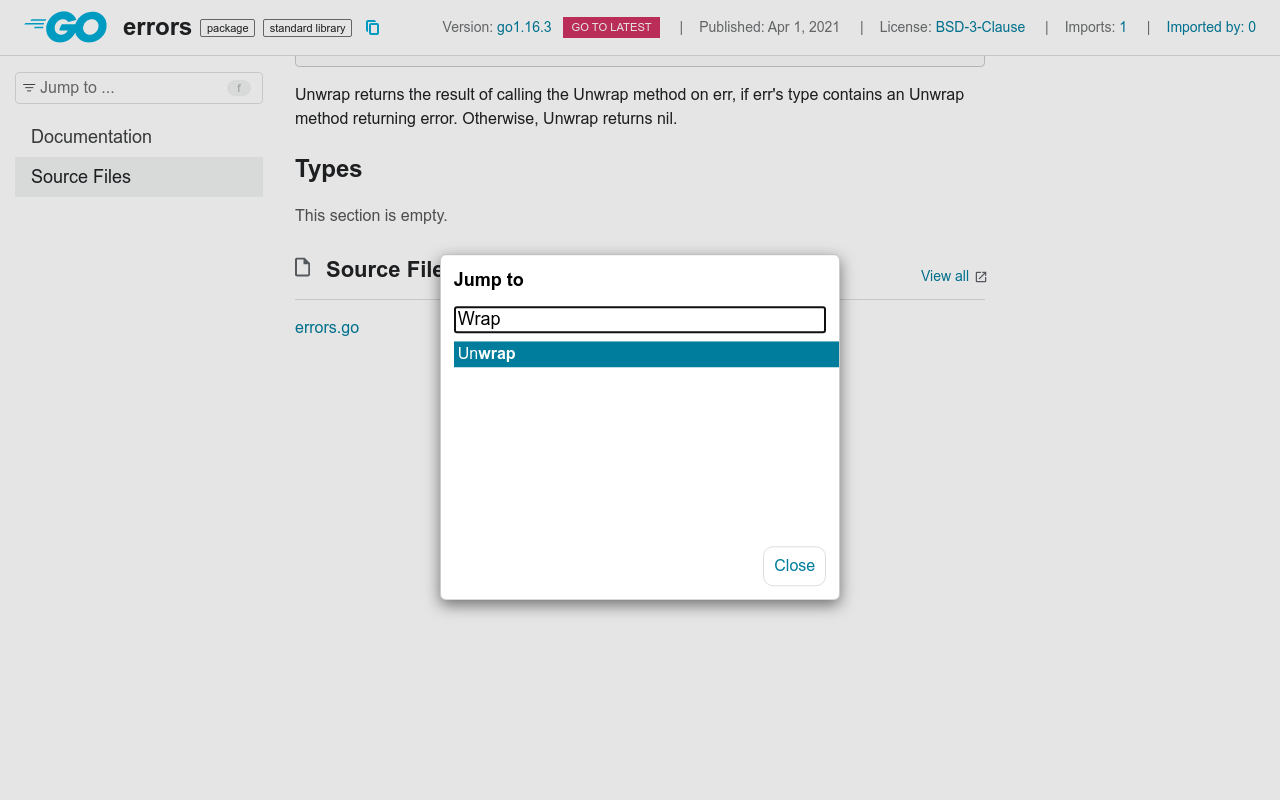 GO errors package standard library Version: go1.16.3 GO TO LATEST | Published: Apr 1, 2021 | License: BSD-3-Clause | Imports: 1 | Imported by: 0
Jump to ... f
Documentation
Source Files
Unwrap returns the result of calling the Unwrap method on err, if err's type contains an Unwrap
method returning error. Otherwise, Unwrap returns nil.
Types
This section is empty.
Source File
View all
errors.go
Jump to
Wrap
Unwrap
Close